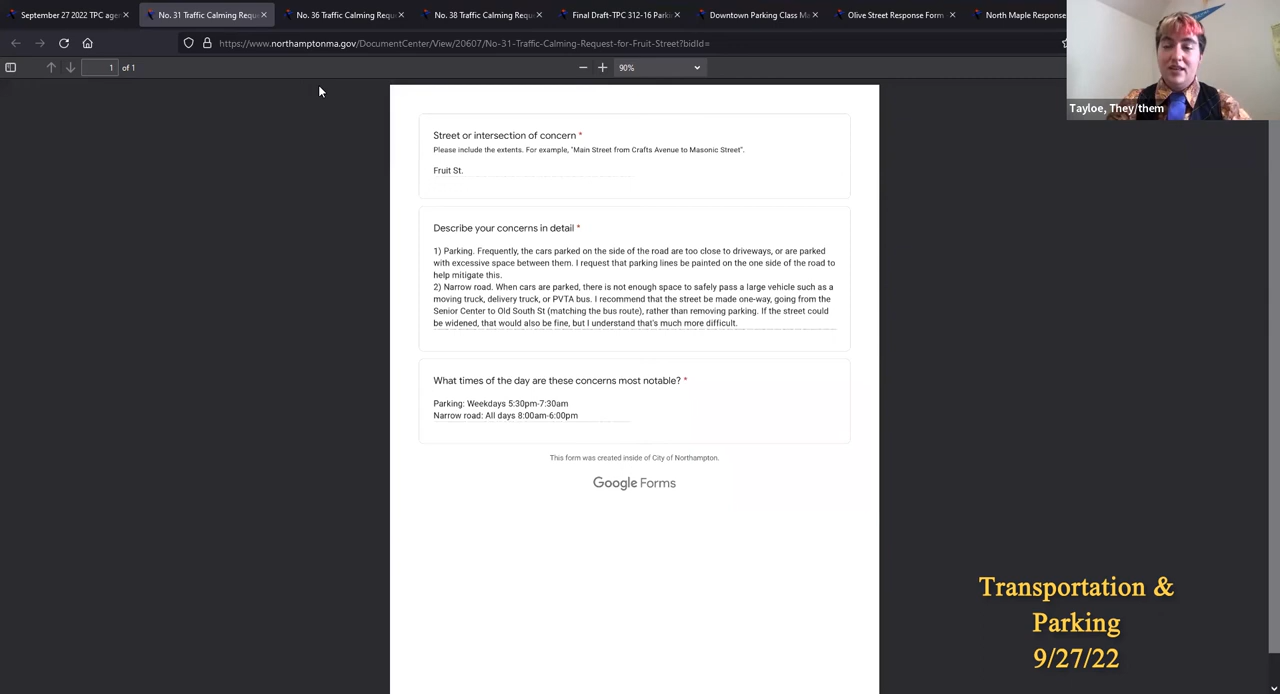 September 27 2022 TPC age
No. 31 Traffic Calming Requ
No. 36 Traffic Calming Requ
No. 38 Traffic Calming Requ
Final Draft-TPC 312-16 Parki
Downtown Parking Class Ma
Olive Street Response Form
North Maple Response
https://www.northamptonma.gov/DocumentCenter/View/20607/No-31-Traffic-Calming-Request-for-Fruit-Street?bidId=
1 of 1
90%
Tayloe, They/them
Street or intersection of concern *
Please include the extents. For example, "Main Street from Crafts Avenue to Masonic Street".
Fruit St.
Describe your concerns in detail *
1) Parking. Frequently, the cars parked on the side of the road are too close to driveways, or are parked
with excessive space between them. I request that parking lines be painted on the one side of the road to
help mitigate this.
2) Narrow road. When cars are parked, there is not enough space to safely pass a large vehicle such as a
moving truck, delivery truck, or PVTA bus. I recommend that the street be made one-way, going from the
Senior Center to Old South St (matching the bus route), rather than removing parking. If the street could
be widened, that would also be fine, but I understand that's much more difficult.
What times of the day are these concerns most notable? *
Parking: Weekdays 5:30pm-7:30am
Narrow road: All days 8:00am-6:00pm
This form was created inside of City of Northampton.
Google Forms
Transportation &
Parking
9/27/22